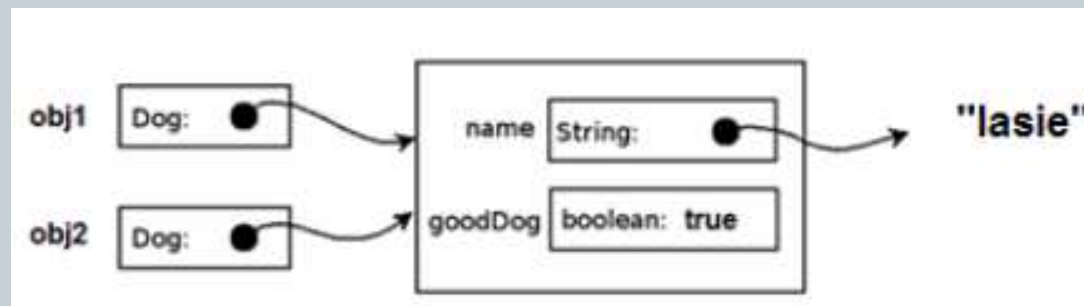 obj1 Dog:
name String: "lasie"
goodDog boolean: true
obj2 Dog: